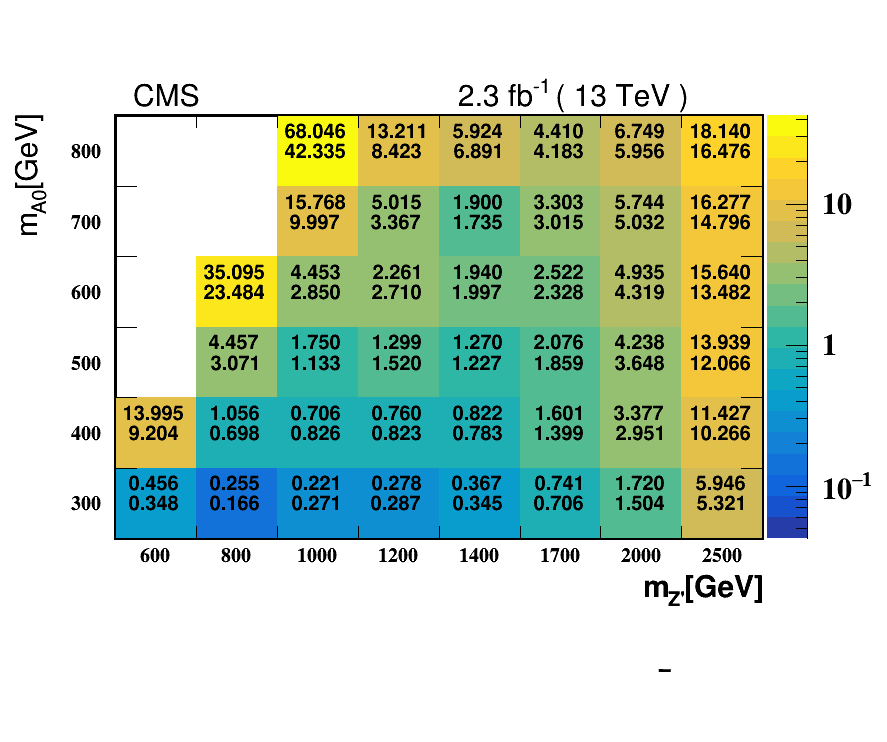 CMS 2.3 fb-1 ( 13 TeV )
mA0[GeV]
800 68.046 13.211 5.924 4.410 6.749 18.140
42.335 8.423 6.891 4.183 5.956 16.476
700 15.768 5.015 1.900 3.303 5.744 16.277
9.997 3.367 1.735 3.015 5.032 14.796
600 35.095 4.453 2.261 1.940 2.522 4.935 15.640
23.484 2.850 2.710 1.997 2.328 4.319 13.482
500 4.457 1.750 1.299 1.270 2.076 4.238 13.939
3.071 1.133 1.520 1.227 1.859 3.648 12.066
400 13.995 1.056 0.706 0.760 0.822 1.601 3.377 11.427
9.204 0.698 0.826 0.823 0.783 1.399 2.951 10.266
300 0.456 0.255 0.221 0.278 0.367 0.741 1.720 5.946
0.348 0.166 0.271 0.287 0.345 0.706 1.504 5.321
600 800 1000 1200 1400 1700 2000 2500
mZ'[GeV]
10
1
10−1